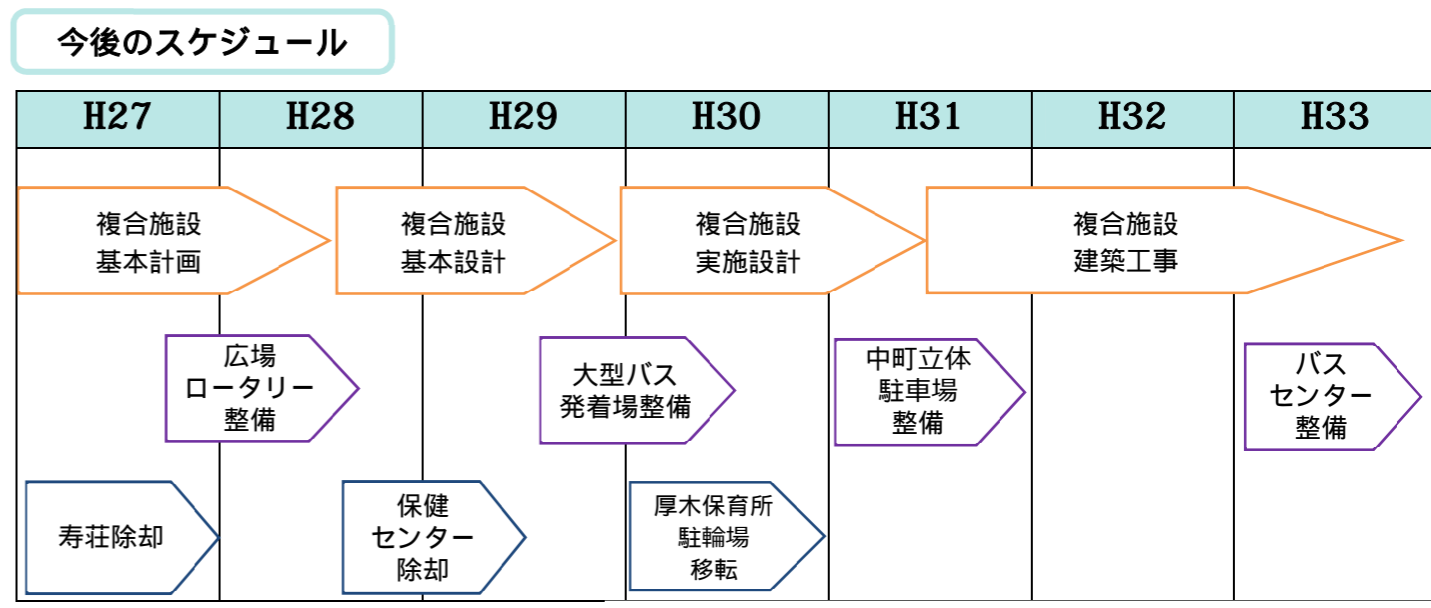 今後のスケジュール
H27 H28 H29 H30 H31 H32 H33
複合施設
基本計画
複合施設
基本設計
複合施設
実施設計
複合施設
建築工事
広場
ロータリー
整備
大型バス
発着場整備
中町立体
駐車場
整備
バス
センター
整備
寿荘除却
保健
センター
除却
厚木保育所
駐輪場
移転